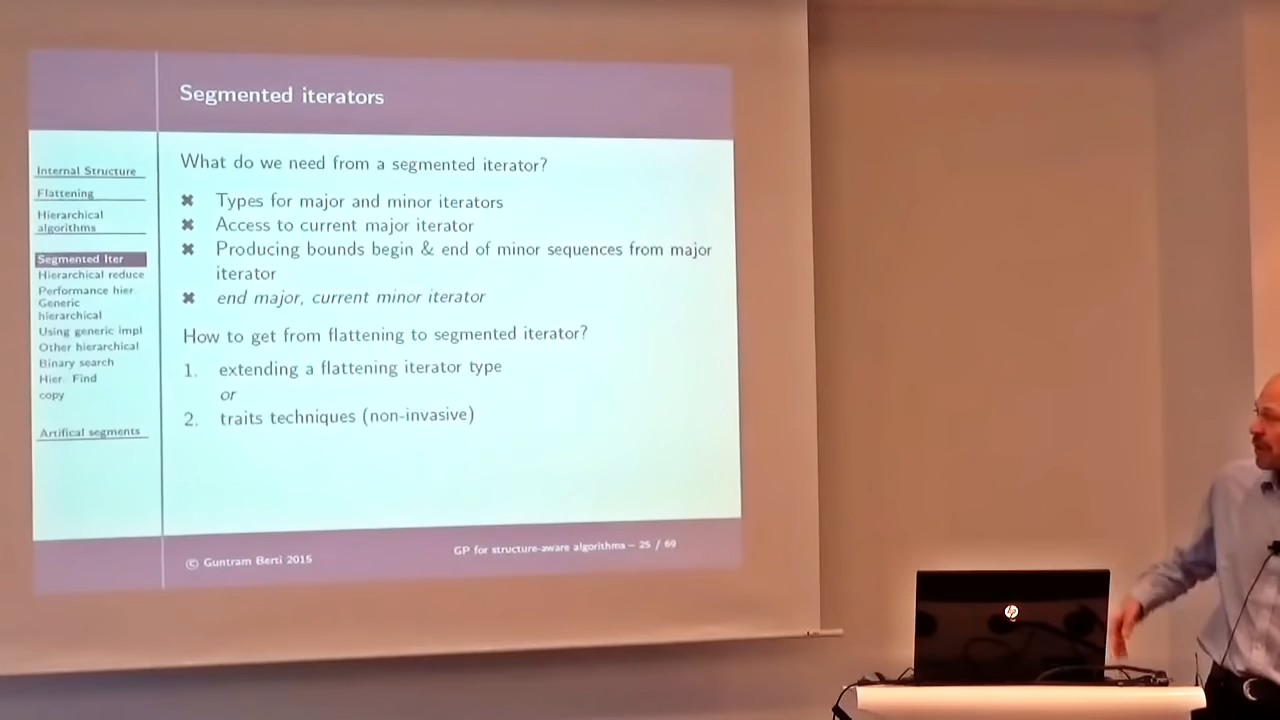 Segmented iterators
Internal Structure
Flattening
Hierarchical
algorithms
Segmented Iter
Hierarchical reduce
Performance hier
Generic
hierarchical
Using generic impl
Other hierarchical
Binary search
Hier. Find
copy
Artifical segments
What do we need from a segmented iterator?
✖ Types for major and minor iterators
✖ Access to current major iterator
✖ Producing bounds begin & end of minor sequences from major
iterator
✖ end major, current minor iterator
How to get from flattening to segmented iterator?
1. extending a flattening iterator type
or
2. traits techniques (non-invasive)
© Guntram Berti 2015
GP for structure-aware algorithms – 25 / 69
hp